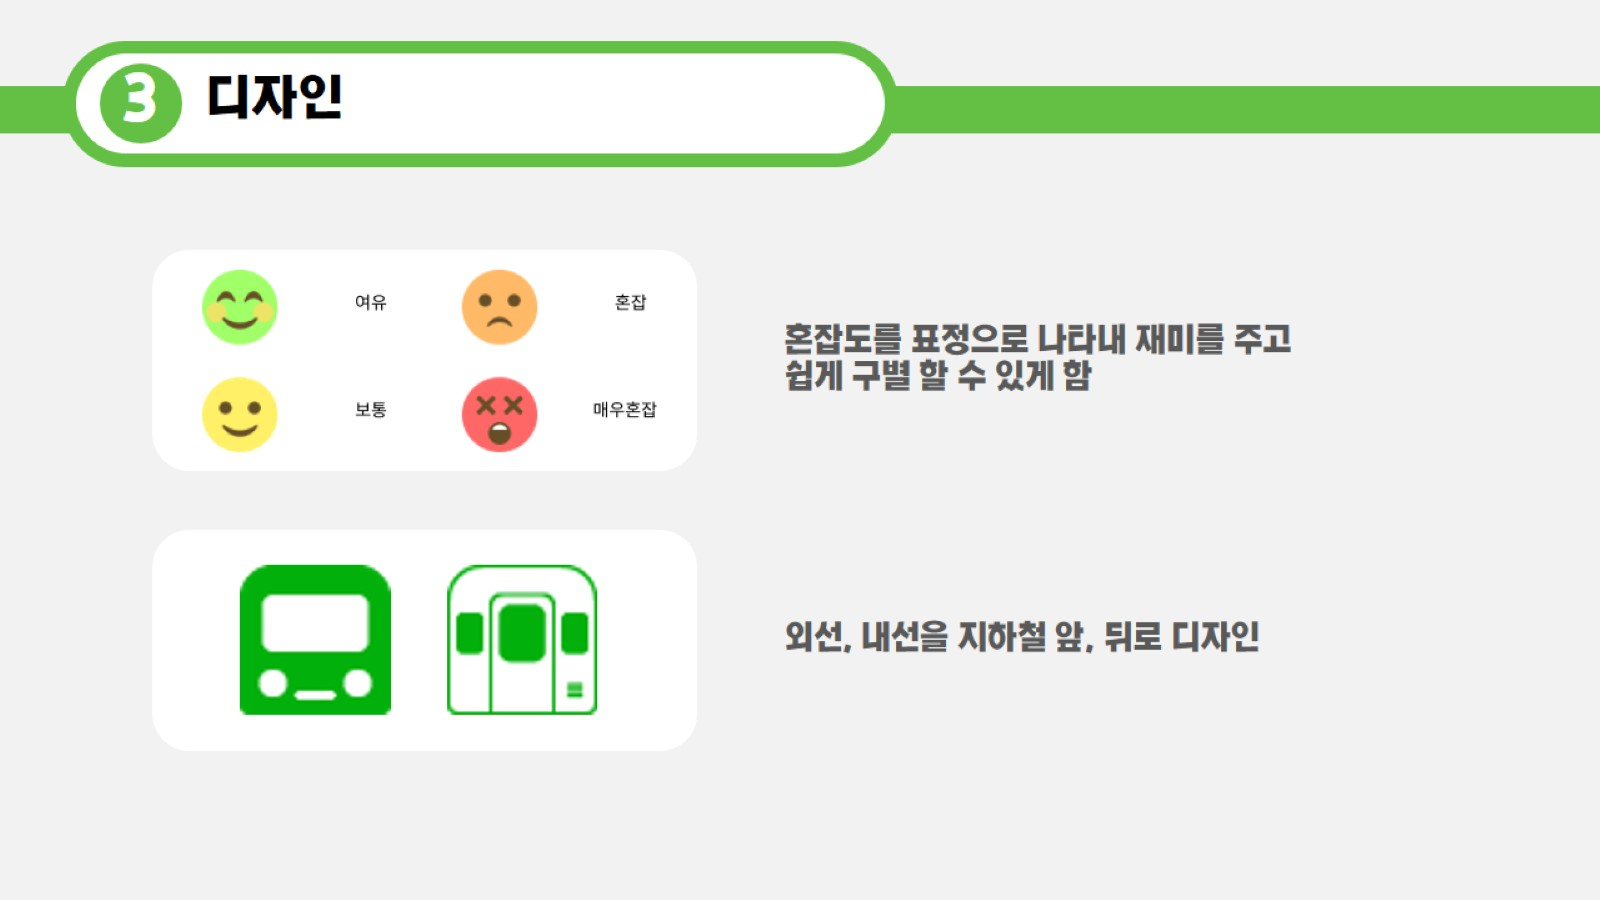 3 디자인
여유 혼잡
보통 매우혼잡
혼잡도를 표정으로 나타내 재미를 주고
쉽게 구별 할 수 있게 함
외선, 내선을 지하철 앞, 뒤로 디자인